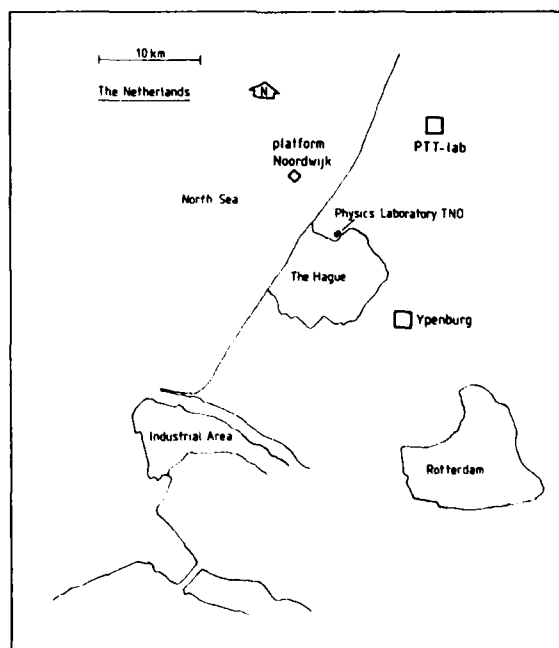 10 km
The Netherlands
N
platform
Noordwijk
PTT-lab
North Sea
Physics Laboratory TNO
The Hague
Ypenburg
Industrial Area
Rotterdam